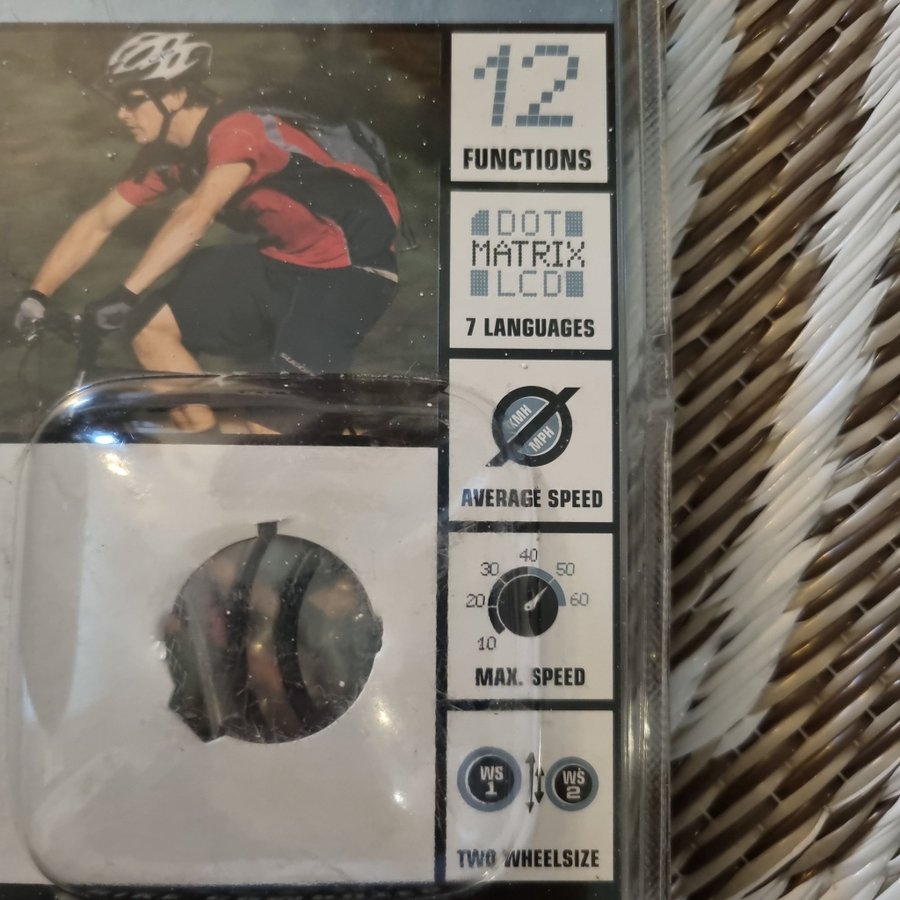 12
FUNCTIONS
DOT
MATRIX
LCD
7 LANGUAGES
KMH
MPH
AVERAGE SPEED
10 20 30 40 50 60
MAX. SPEED
WS
1
WS
2
TWO WHEELSIZE